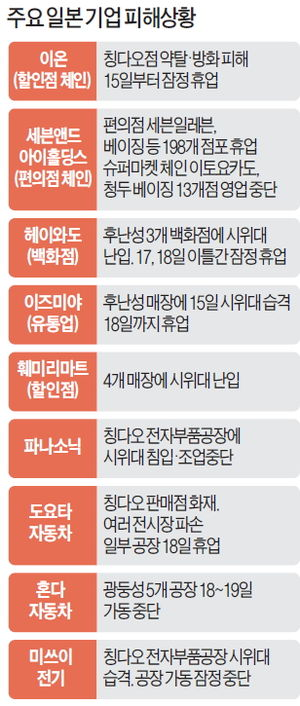 주요 일본 기업 피해상황
이온
(할인점 체인)
칭다오점 약탈·방화 피해
15일부터 잠정 휴업
세븐앤드
아이홀딩스
(편의점 체인)
편의점 세븐일레븐,
베이징 등 198개 점포 휴업
슈퍼마켓 체인 이토요카도,
청두 베이징 13개점 영업 중단
헤이와도
(백화점)
후난성 3개 백화점에 시위대
난입. 17, 18일 이틀간 잠정 휴업
이즈미야
(유통업)
후난성 매장에 15일 시위대 습격
18일까지 휴업
훼미리마트
(할인점)
4개 매장에 시위대 난입
파나소닉
칭다오 전자부품공장에
시위대 침입·조업중단
도요타
자동차
칭다오 판매점 화재.
여러 전시장 파손
일부 공장 18일 휴업
혼다
자동차
광둥성 5개 공장 18~19일
가동 중단
미쓰이
전기
칭다오 전자부품공장 시위대
습격. 공장 가동 잠정 중단